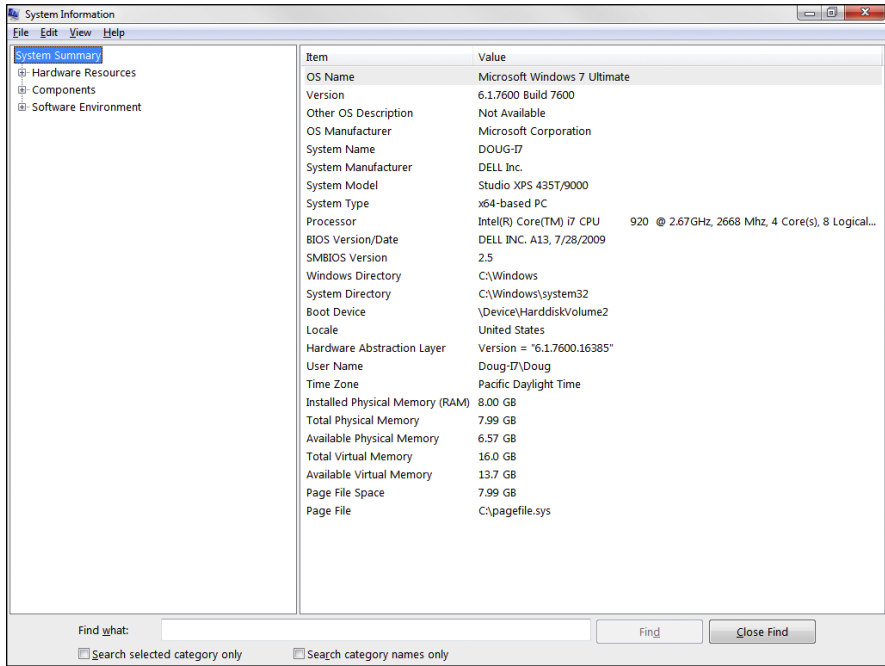 System Information
File Edit View Help
System Summary
Hardware Resources
Components
Software Environment
Item Value
OS Name Microsoft Windows 7 Ultimate
Version 6.1.7600 Build 7600
Other OS Description Not Available
OS Manufacturer Microsoft Corporation
System Name DOUG-I7
System Manufacturer DELL Inc.
System Model Studio XPS 435T/9000
System Type x64-based PC
Processor Intel(R) Core(TM) i7 CPU 920 @ 2.67GHz, 2668 Mhz, 4 Core(s), 8 Logical...
BIOS Version/Date DELL INC. A13, 7/28/2009
SMBIOS Version 2.5
Windows Directory C:\Windows
System Directory C:\Windows\system32
Boot Device \Device\HarddiskVolume2
Locale United States
Hardware Abstraction Layer Version = "6.1.7600.16385"
User Name Doug-I7\Doug
Time Zone Pacific Daylight Time
Installed Physical Memory (RAM) 8.00 GB
Total Physical Memory 7.99 GB
Available Physical Memory 6.57 GB
Total Virtual Memory 16.0 GB
Available Virtual Memory 13.7 GB
Page File Space 7.99 GB
Page File C:\pagefile.sys
Find what: Find Close Find
Search selected category only Search category names only